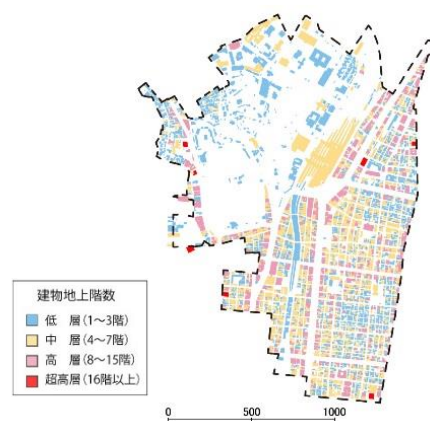 建物地上階数
低　層(1〜3階)
中　層(4〜7階)
高　層(8〜15階)
超高層(16階以上)
0 500 1000